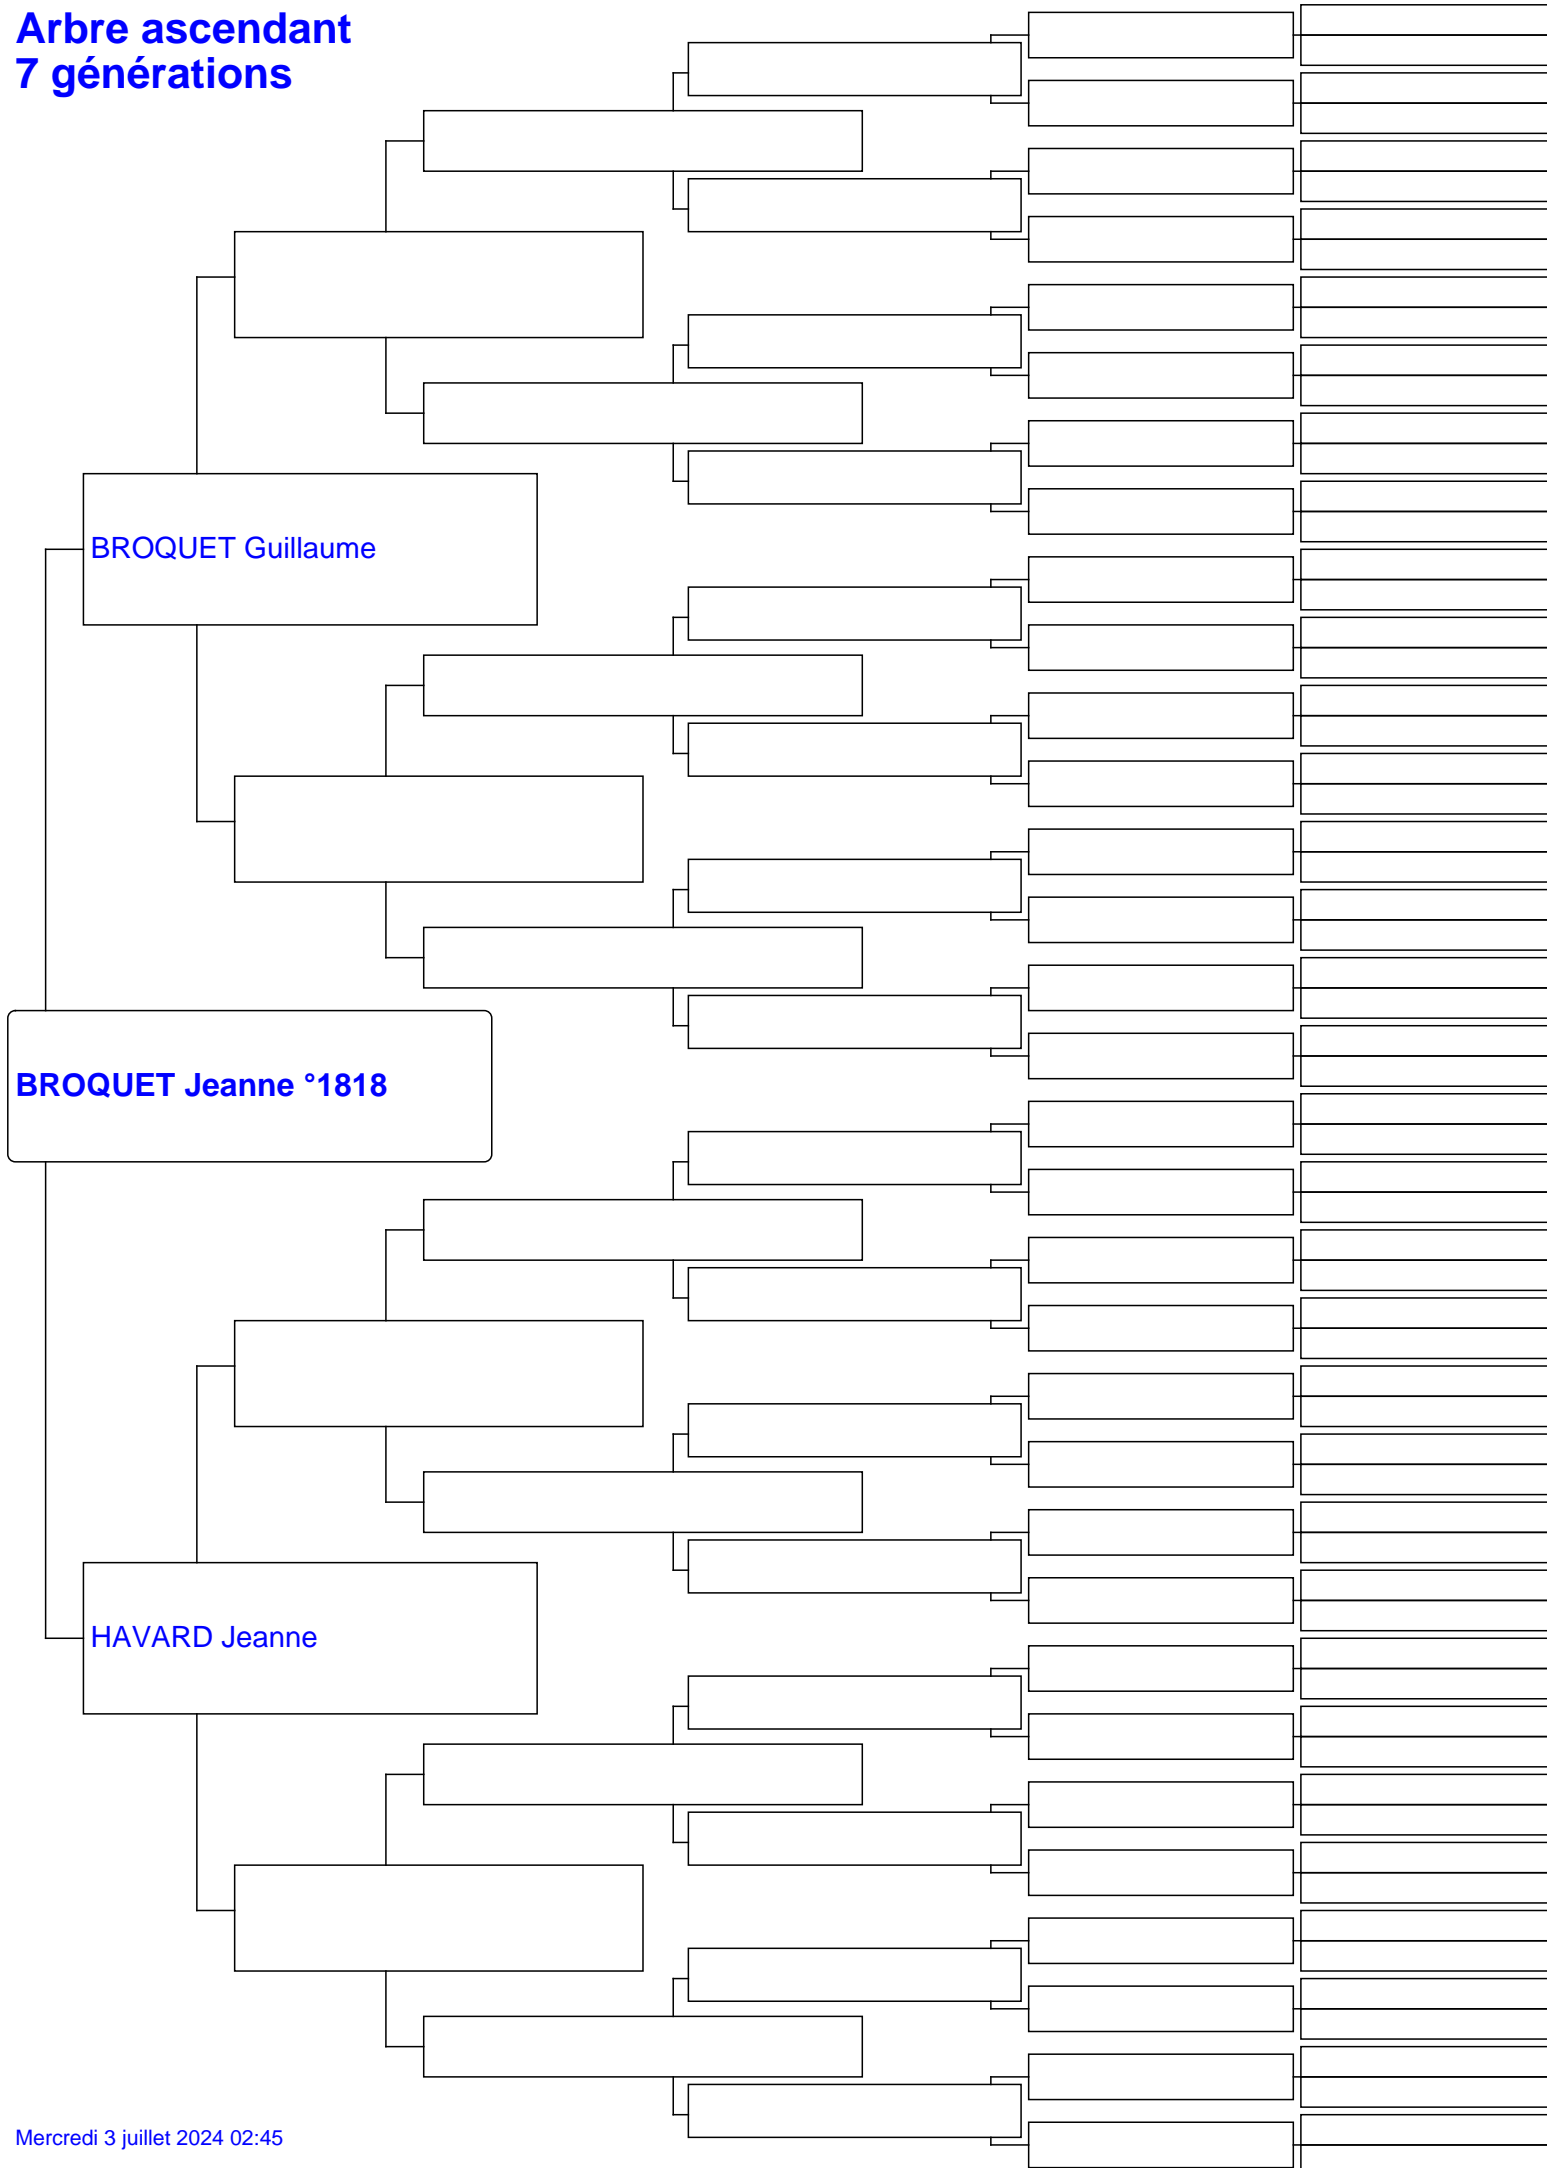 Arbre ascendant
7 générations
BROQUET Guillaume
BROQUET Jeanne °1818
HAVARD Jeanne
Mercredi 3 juillet 2024 02:45